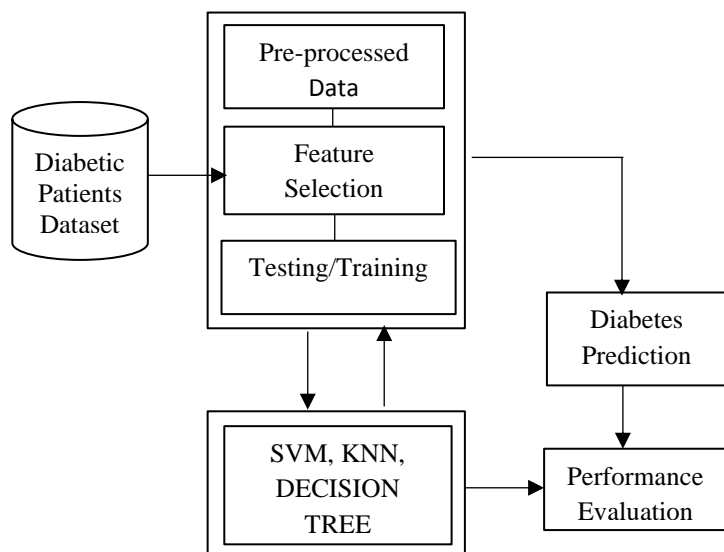 Pre-processed
Data
Diabetic
Patients
Dataset
Feature
Selection
Testing/Training
Diabetes
Prediction
SVM, KNN,
DECISION
TREE
Performance
Evaluation